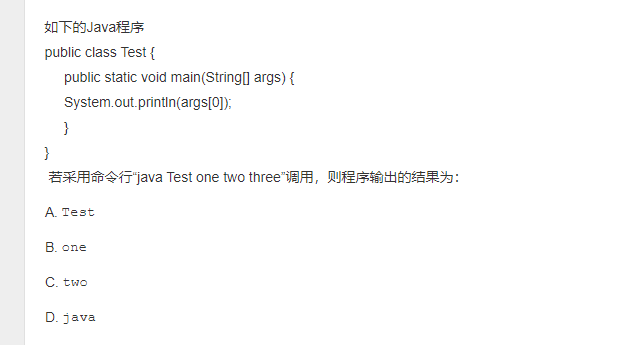 如下的Java程序
public class Test {
public static void main(String[] args) {
System.out.println(args[0]);
}
}
若采用命令行“java Test one two three”调用，则程序输出的结果为：
A. Test
B. one
C. two
D. java